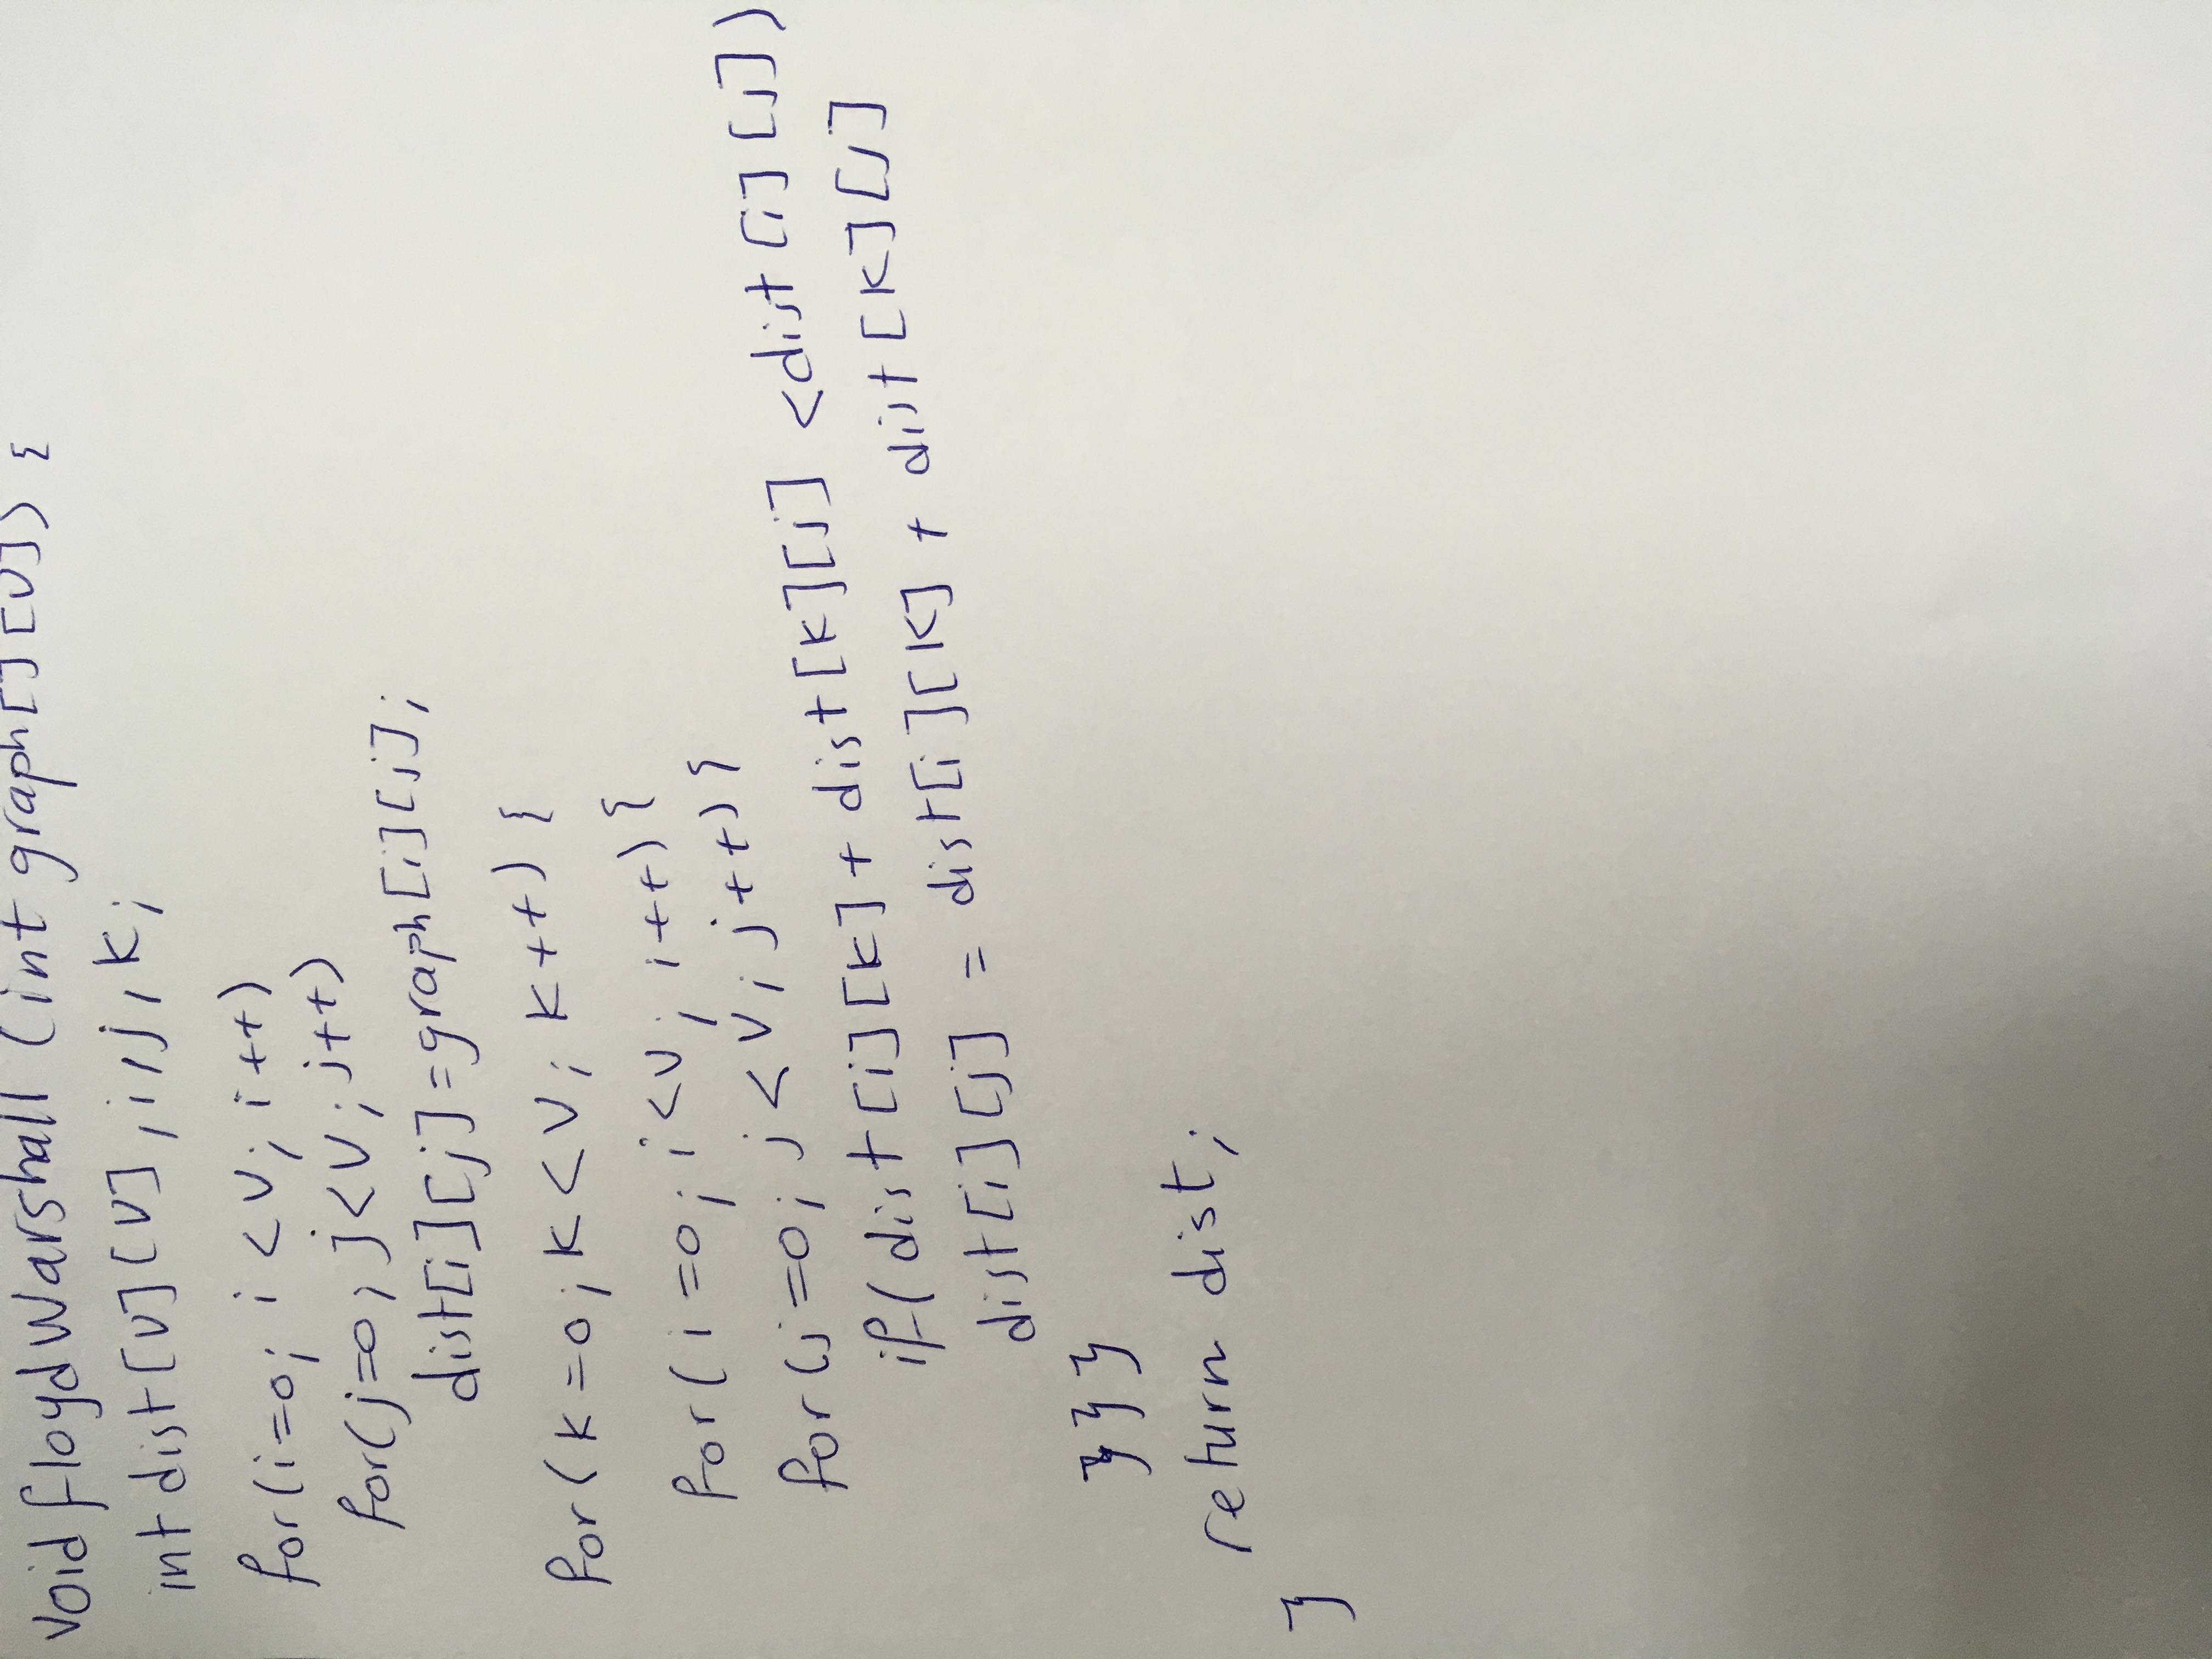 void floydWarshall (int graph[][V]) {
int dist[V][V], i, j, k;
for(i=0; i<V; i++)
for(j=0; j<V; j++)
dist[i][j]=graph[i][j];
for(k=0; k<V; k++) {
for(i=0; i<V; i++) {
for(j=0; j<V; j++) {
if(dist[i][k] + dist[k][j] <dist[i][j])
dist[i][j] = dist[i][k] + dist[k][j]
}}}
return dist;
}